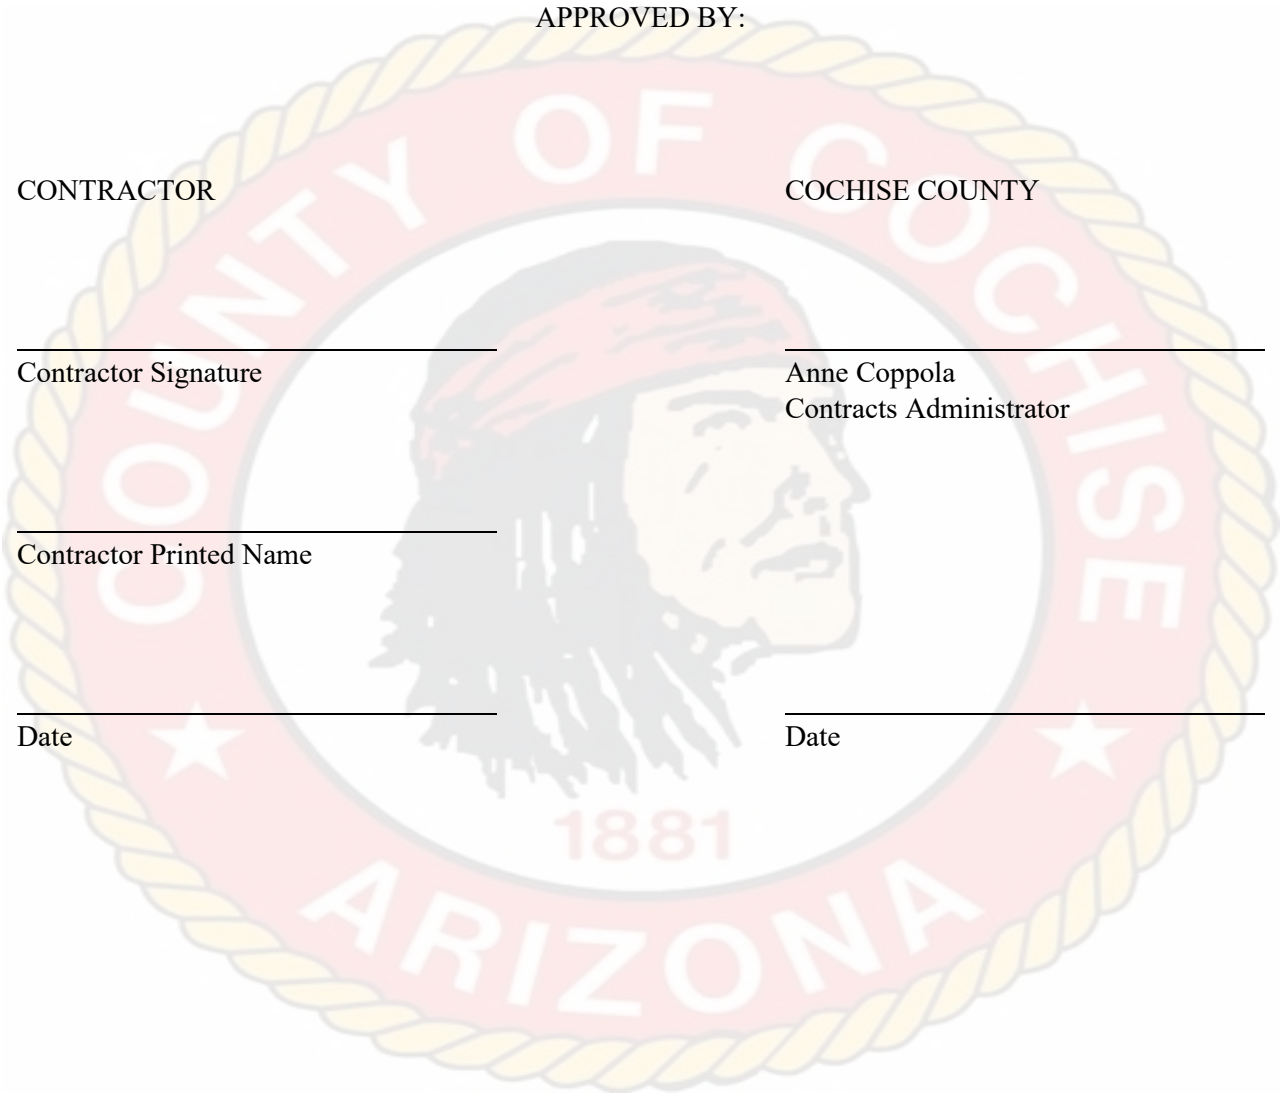 APPROVED BY:
CONTRACTOR
COCHISE COUNTY
Contractor Signature
Anne Coppola
Contracts Administrator
Contractor Printed Name
Date
Date
COUNTY OF COCHISE
1881
ARIZONA